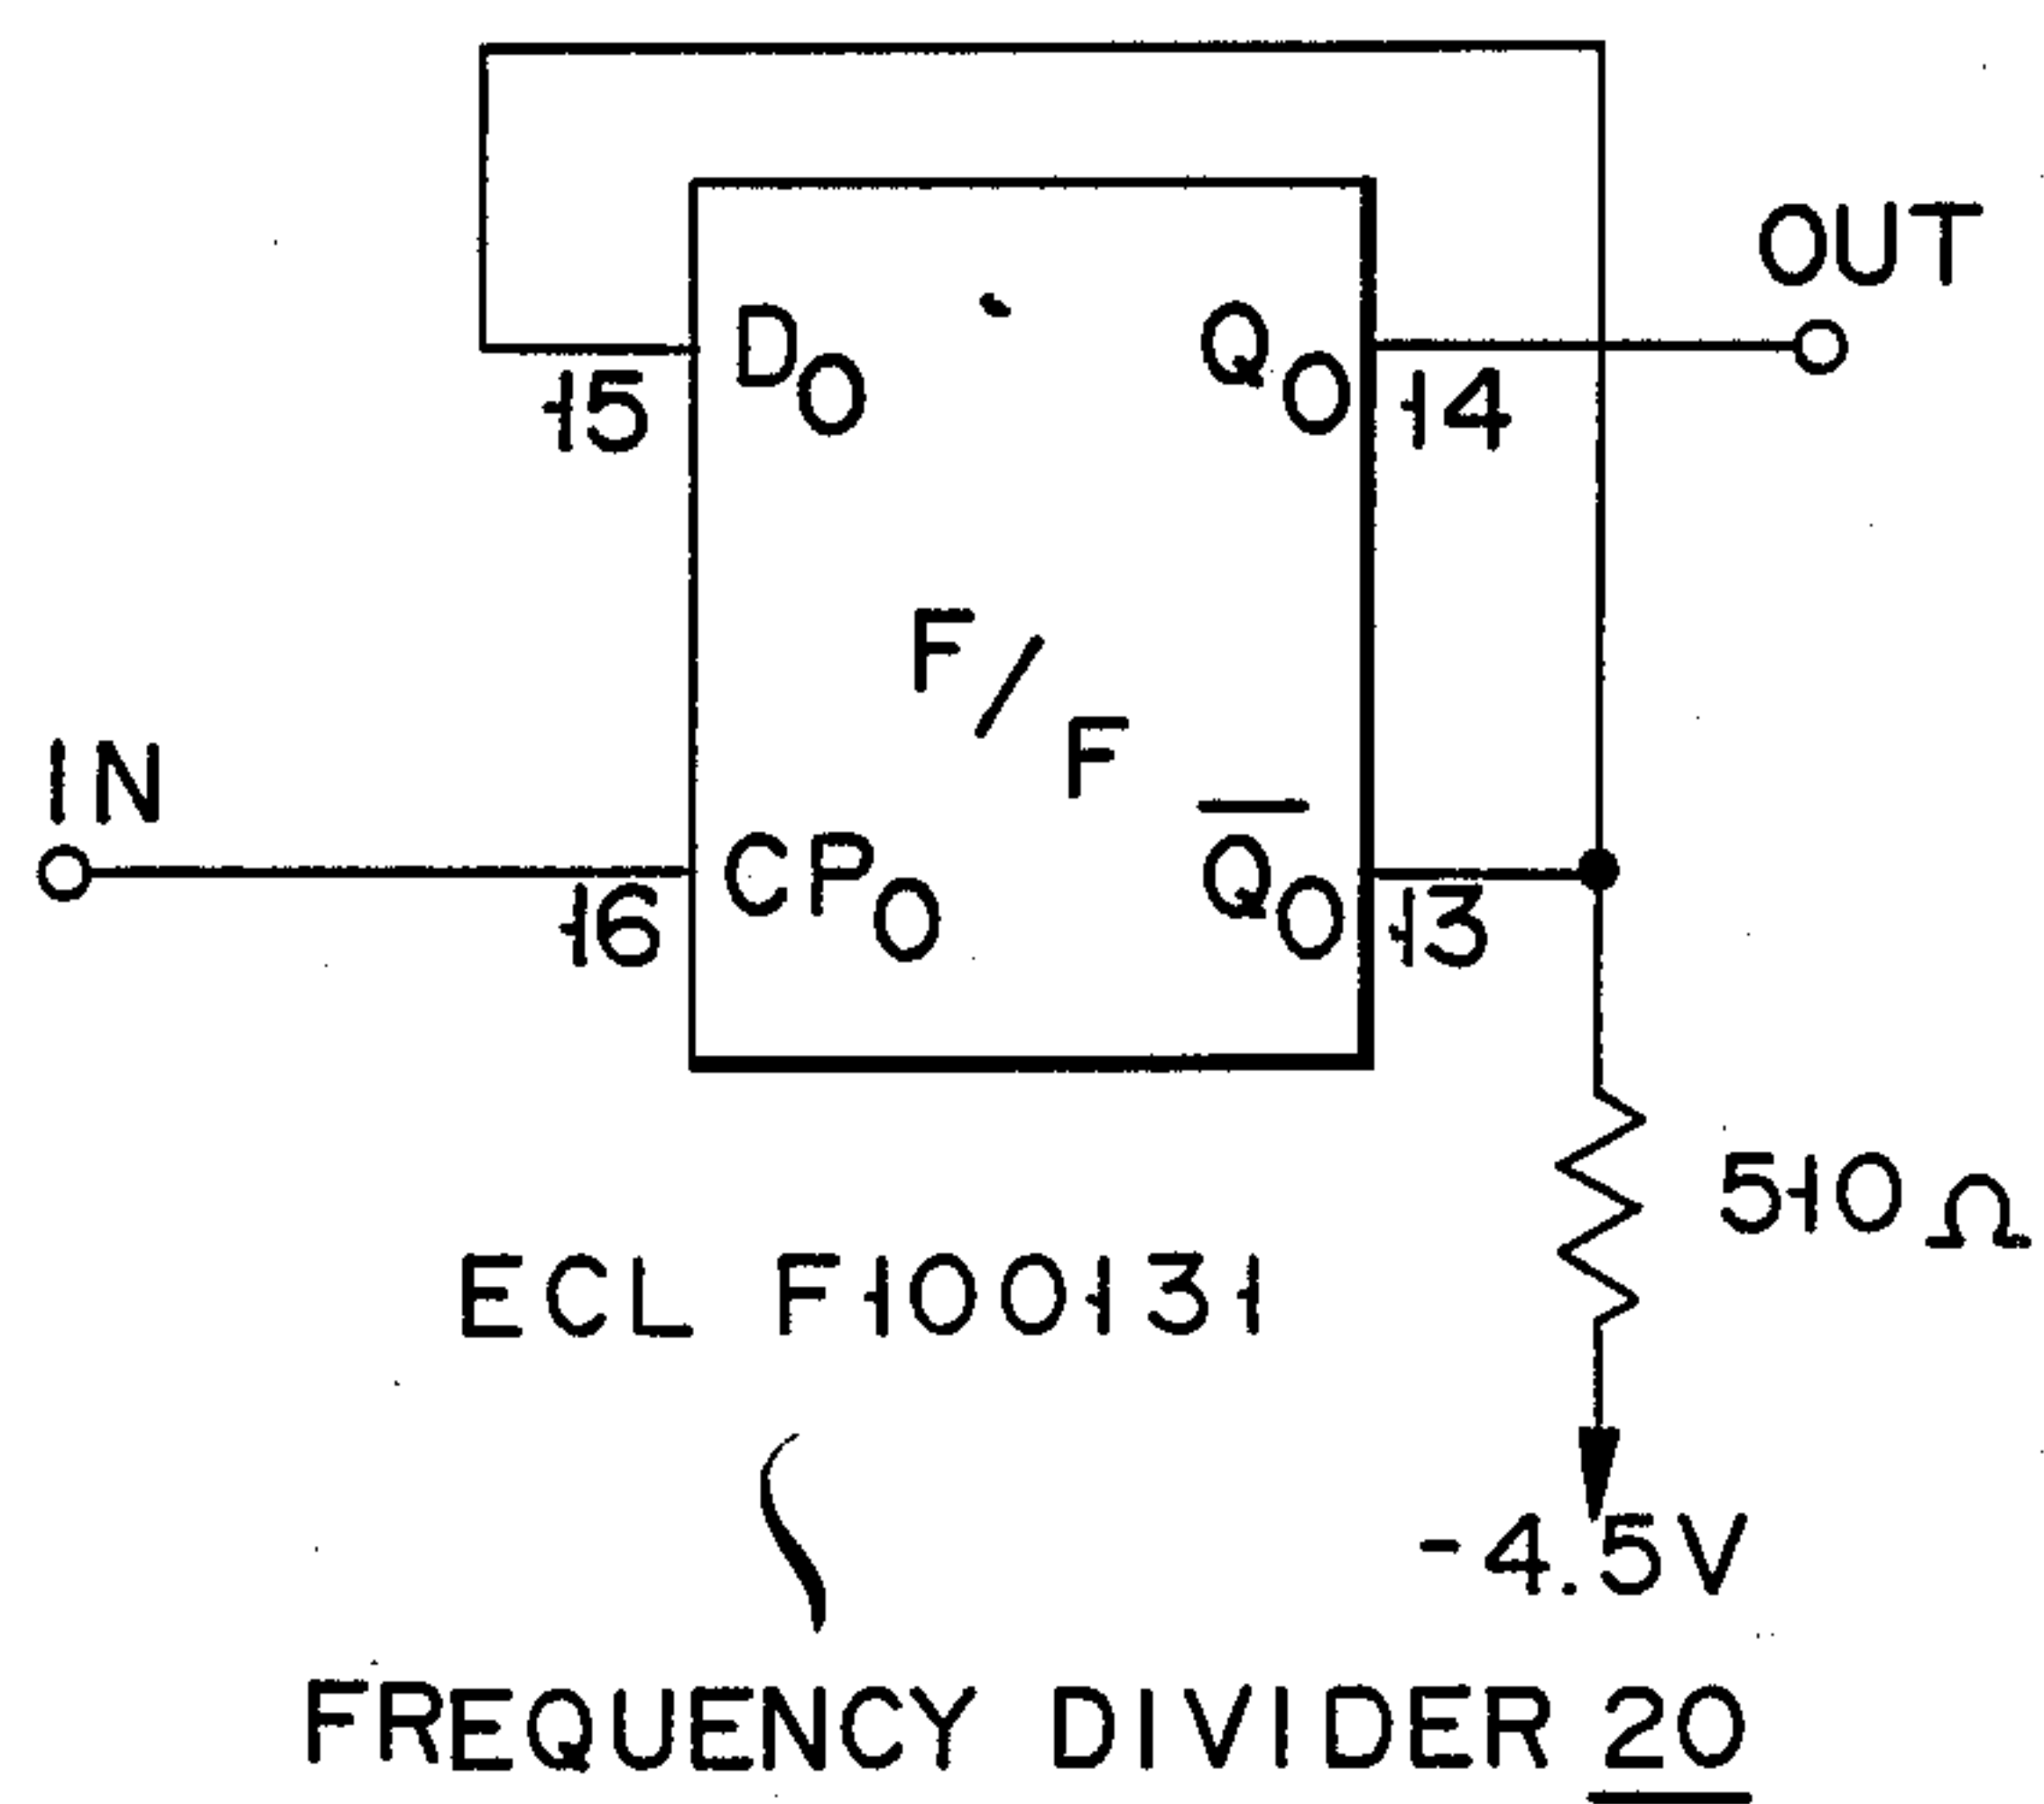 OUT
D0
Q0
15
14
F/F
IN
CP0
Q̅0
16
13
510 Ω
ECL F100131
-4.5V
FREQUENCY DIVIDER 20